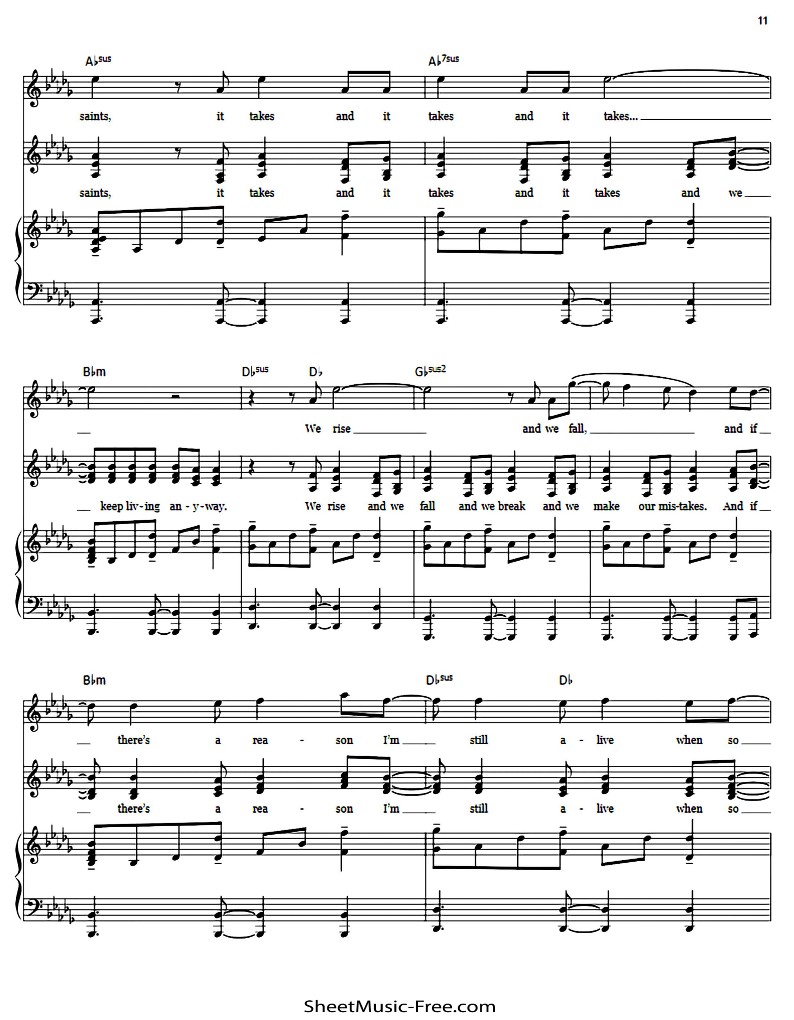 11
A♭sus A♭7sus
saints, it takes and it takes and it takes...
saints, it takes and it takes and it takes and we
B♭m D♭sus D♭ G♭sus2
We rise and we fall, and if
keep liv - ing an - y - way. We rise and we fall and we break and we make our mis - takes. And if
B♭m D♭sus D♭
there's a rea - son I'm still a - live when so
there's a rea - son I'm still a - live when so
SheetMusic-Free.com